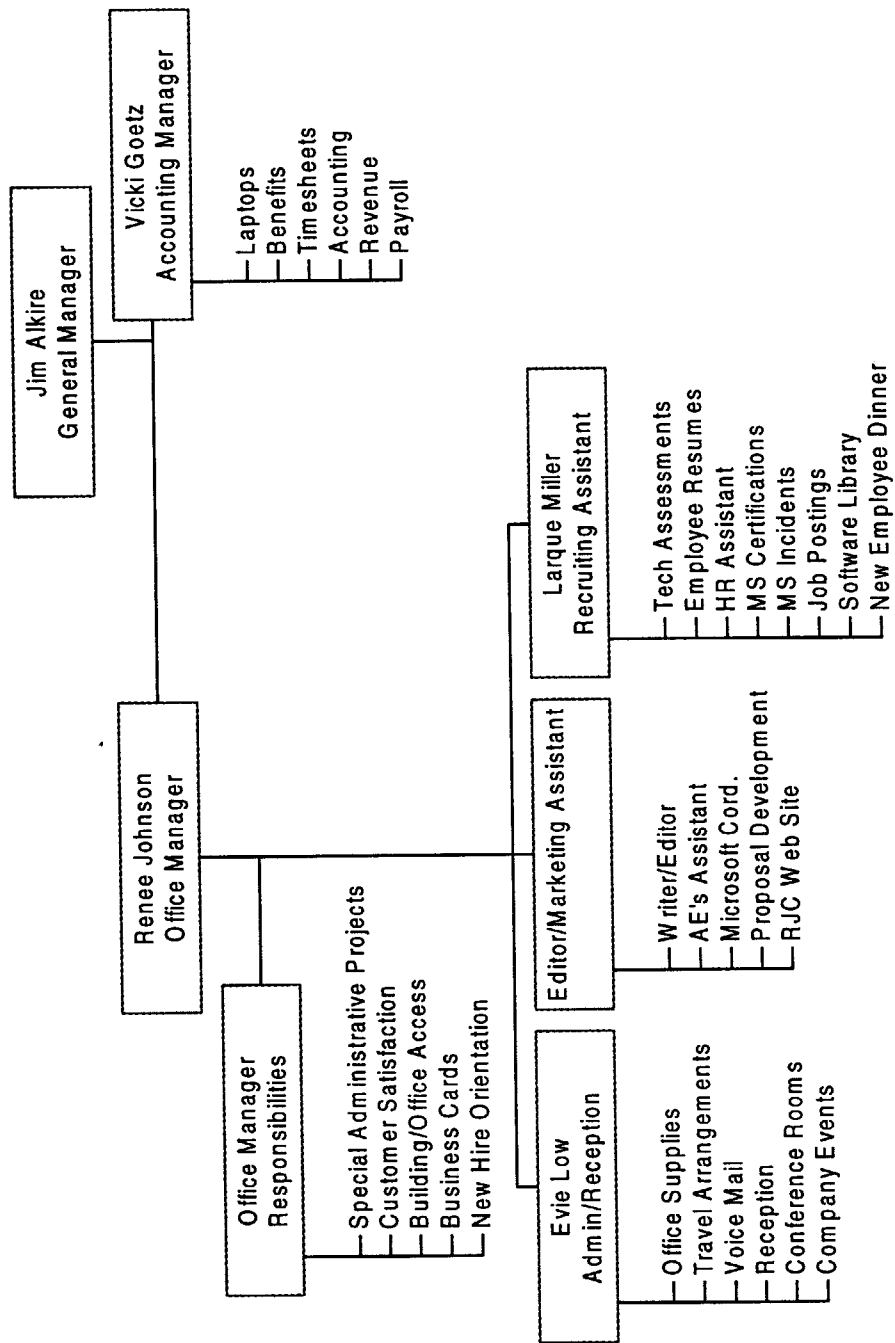 Jim Alkire
General Manager
Vicki Goetz
Accounting Manager
Laptops
Benefits
Timesheets
Accounting
Revenue
Payroll
Renee Johnson
Office Manager
Office Manager
Responsibilities
Special Administrative Projects
Customer Satisfaction
Building/Office Access
Business Cards
New Hire Orientation
Evie Low
Admin/Reception
Office Supplies
Travel Arrangements
Voice Mail
Reception
Conference Rooms
Company Events
Editor/Marketing Assistant
Writer/Editor
AE's Assistant
Microsoft Cord.
Proposal Development
RJC Web Site
Larque Miller
Recruiting Assistant
Tech Assessments
Employee Resumes
HR Assistant
MS Certifications
MS Incidents
Job Postings
Software Library
New Employee Dinner